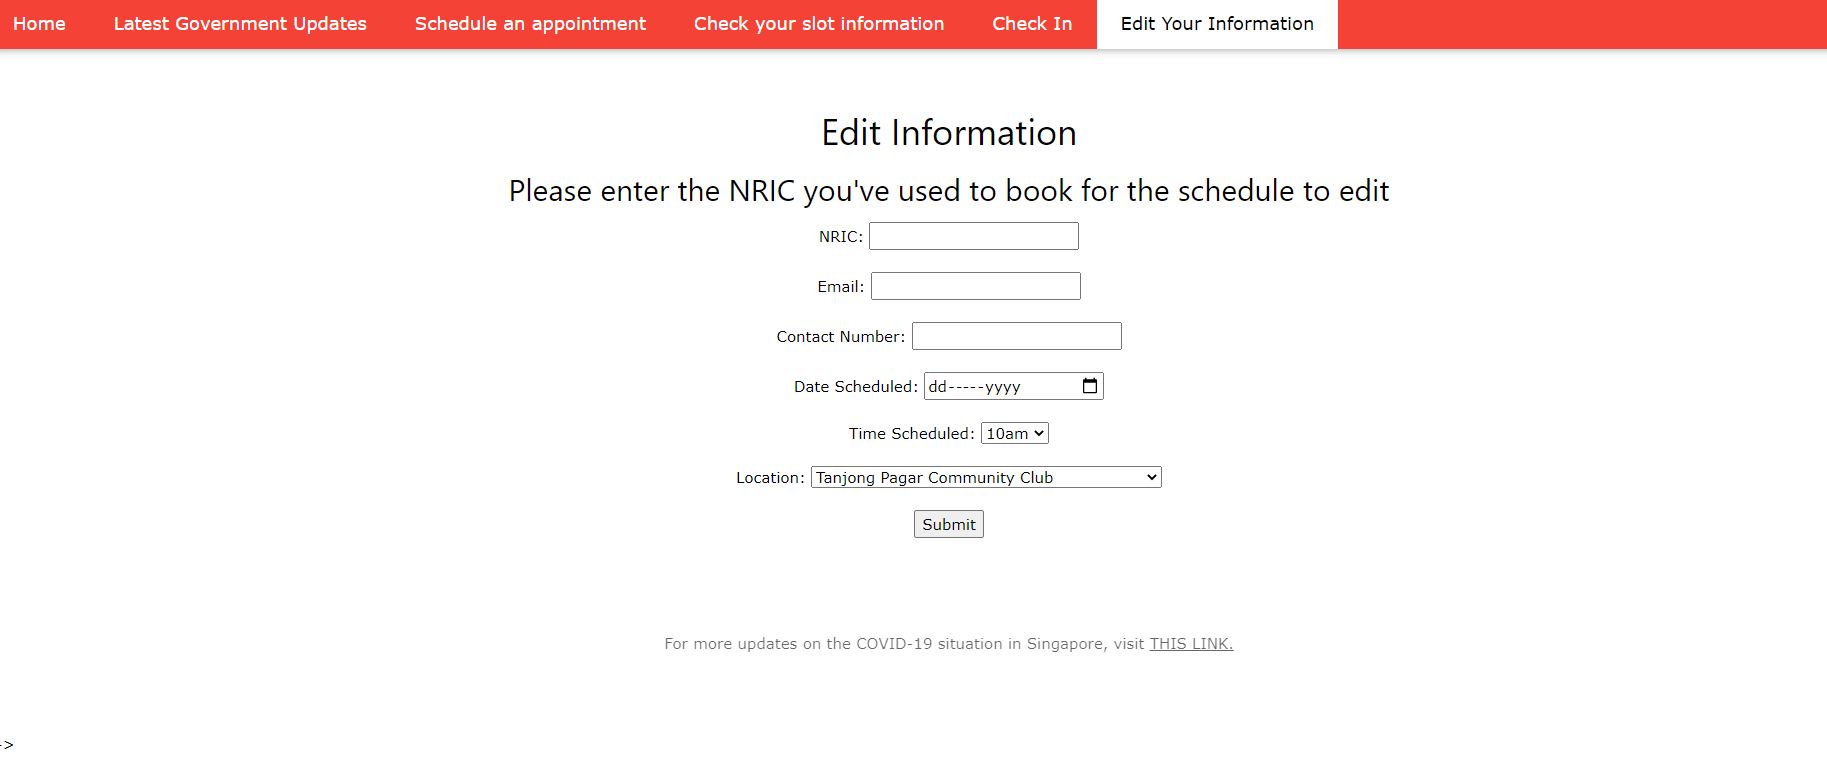 Home Latest Government Updates Schedule an appointment Check your slot information Check In Edit Your Information
Edit Information
Please enter the NRIC you've used to book for the schedule to edit
NRIC:
Email:
Contact Number:
Date Scheduled: dd-----yyyy
Time Scheduled: 10am
Location: Tanjong Pagar Community Club
Submit
For more updates on the COVID-19 situation in Singapore, visit THIS LINK.
->